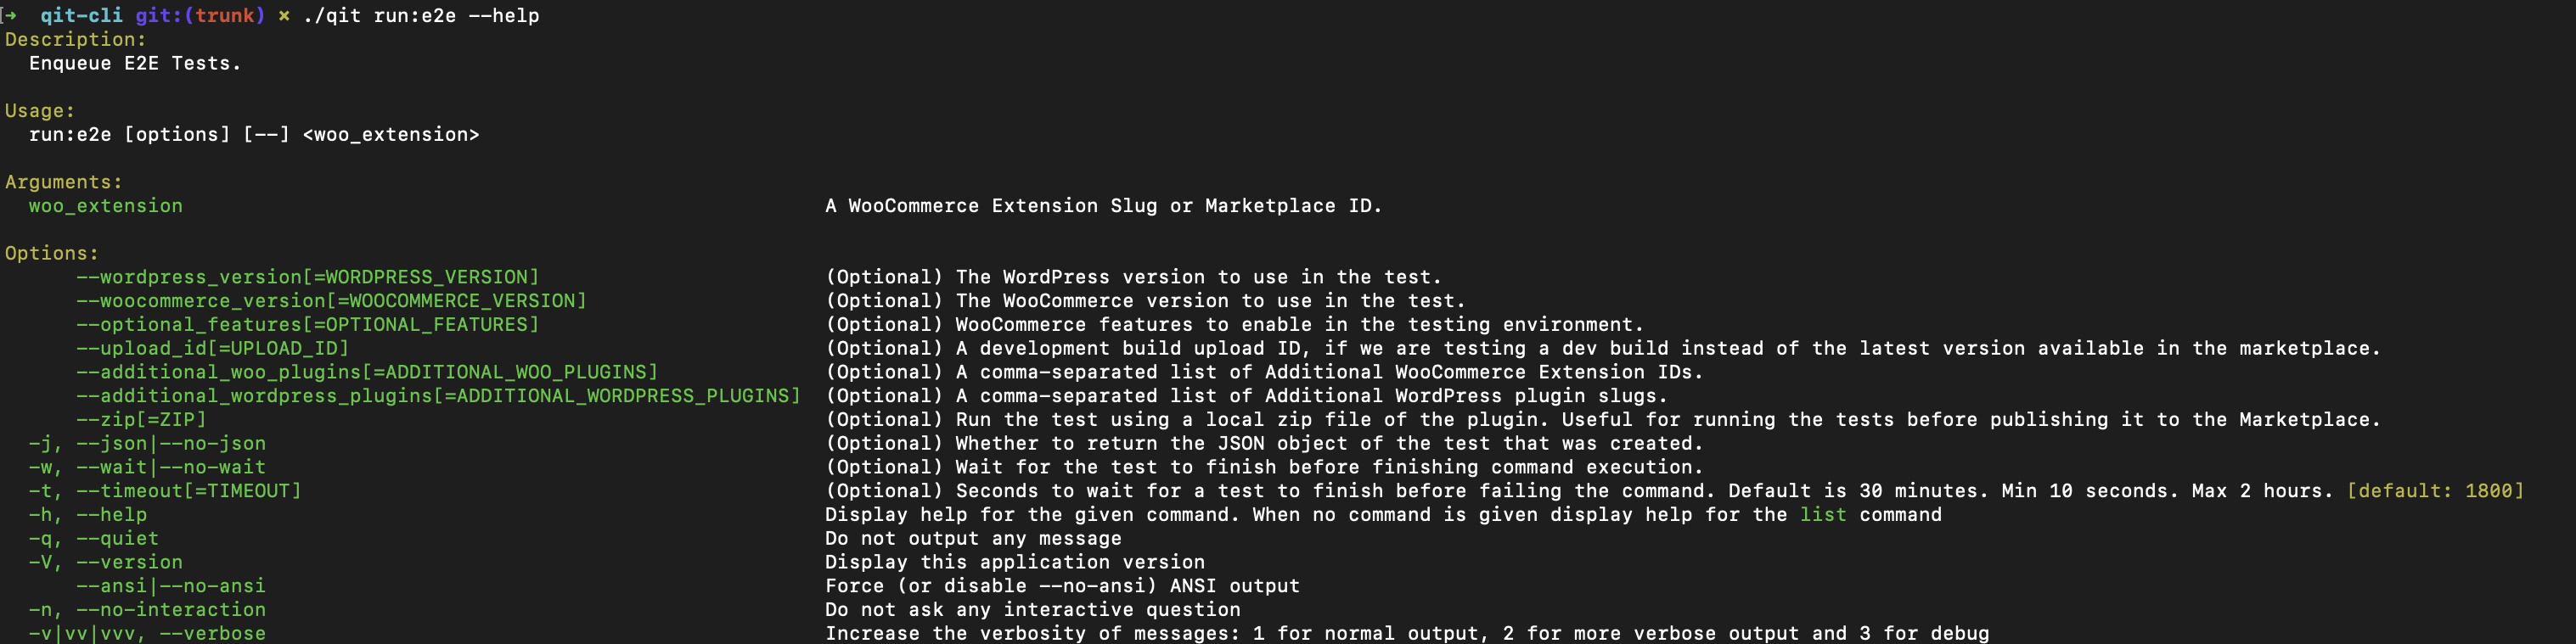 ➜ qit-cli git:(trunk) ✗ ./qit run:e2e --help
Description:
Enqueue E2E Tests.
Usage:
run:e2e [options] [--] <woo_extension>
Arguments:
woo_extension A WooCommerce Extension Slug or Marketplace ID.
Options:
--wordpress_version[=WORDPRESS_VERSION] (Optional) The WordPress version to use in the test.
--woocommerce_version[=WOOCOMMERCE_VERSION] (Optional) The WooCommerce version to use in the test.
--optional_features[=OPTIONAL_FEATURES] (Optional) WooCommerce features to enable in the testing environment.
--upload_id[=UPLOAD_ID] (Optional) A development build upload ID, if we are testing a dev build instead of the latest version available in the marketplace.
--additional_woo_plugins[=ADDITIONAL_WOO_PLUGINS] (Optional) A comma-separated list of Additional WooCommerce Extension IDs.
--additional_wordpress_plugins[=ADDITIONAL_WORDPRESS_PLUGINS] (Optional) A comma-separated list of Additional WordPress plugin slugs.
--zip[=ZIP] (Optional) Run the test using a local zip file of the plugin. Useful for running the tests before publishing it to the Marketplace.
-j, --json|--no-json (Optional) Whether to return the JSON object of the test that was created.
-w, --wait|--no-wait (Optional) Wait for the test to finish before finishing command execution.
-t, --timeout[=TIMEOUT] (Optional) Seconds to wait for a test to finish before failing the command. Default is 30 minutes. Min 10 seconds. Max 2 hours. [default: 1800]
-h, --help Display help for the given command. When no command is given display help for the list command
-q, --quiet Do not output any message
-V, --version Display this application version
--ansi|--no-ansi Force (or disable --no-ansi) ANSI output
-n, --no-interaction Do not ask any interactive question
-v|vv|vvv, --verbose Increase the verbosity of messages: 1 for normal output, 2 for more verbose output and 3 for debug